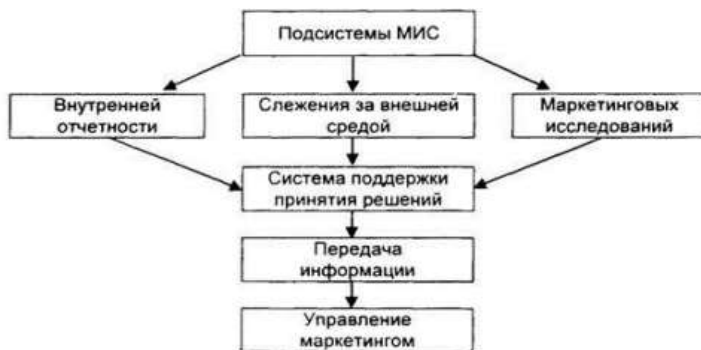 Подсистемы МИС
Внутренней
отчетности
Слежения за внешней
средой
Маркетинговых
исследований
Система поддержки
принятия решений
Передача
информации
Управление
маркетингом